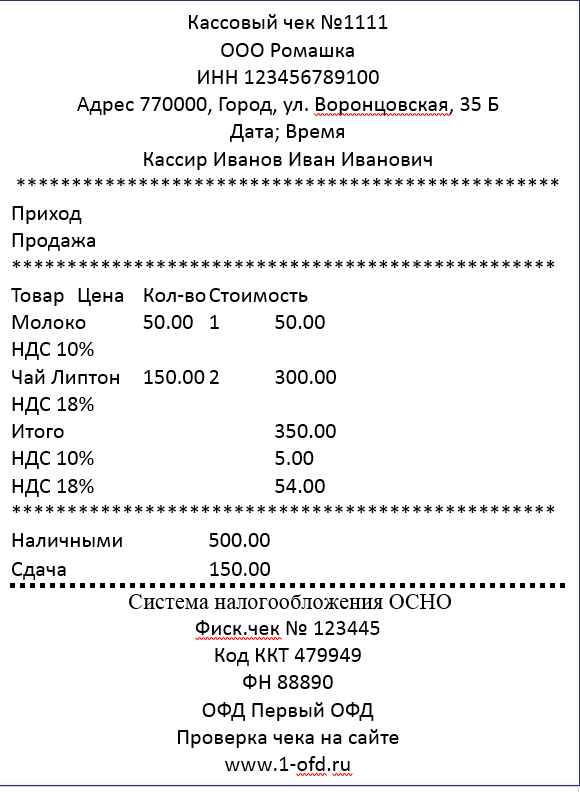 Кассовый чек №1111
ООО Ромашка
ИНН 123456789100
Адрес 770000, Город, ул. Воронцовская, 35 Б
Дата; Время
Кассир Иванов Иван Иванович
**************************************************
Приход
Продажа
**************************************************
Товар Цена Кол-во Стоимость
Молоко 50.00 1 50.00
НДС 10%
Чай Липтон 150.00 2 300.00
НДС 18%
Итого 350.00
НДС 10% 5.00
НДС 18% 54.00
**************************************************
Наличными 500.00
Сдача 150.00
Система налогообложения ОСНО
Фиск.чек № 123445
Код ККТ 479949
ФН 88890
ОФД Первый ОФД
Проверка чека на сайте
www.1-ofd.ru